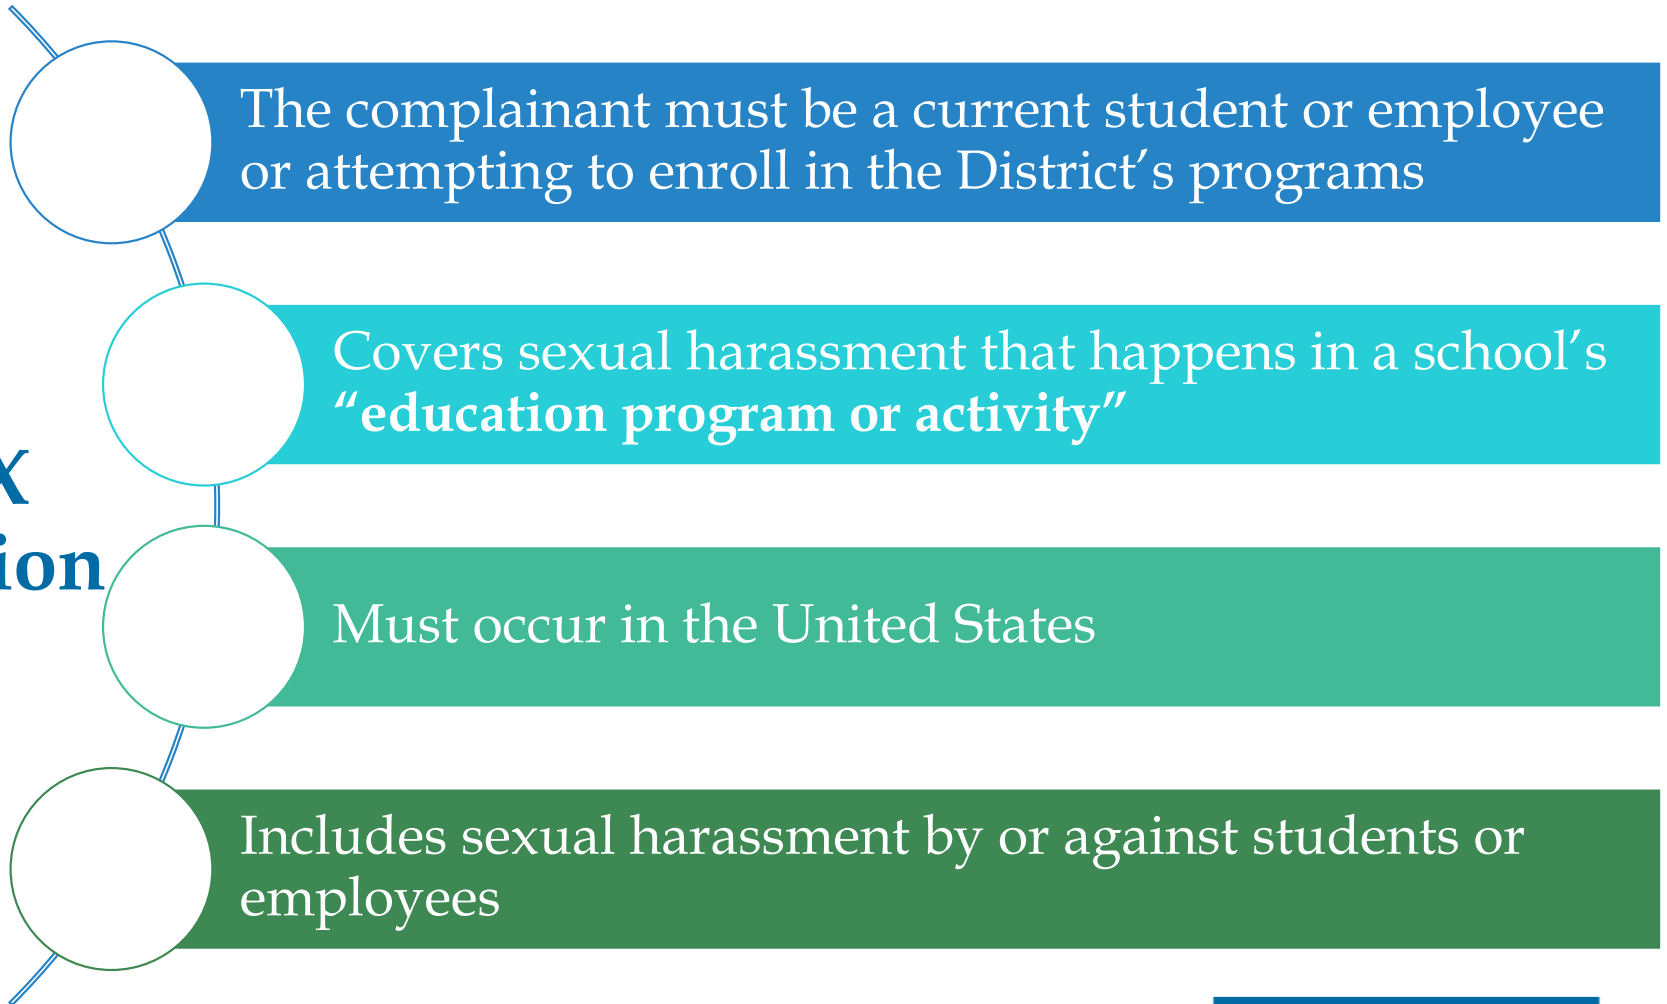 The complainant must be a current student or employee
or attempting to enroll in the District’s programs
Covers sexual harassment that happens in a school’s
“education program or activity”
X
ion
Must occur in the United States
Includes sexual harassment by or against students or
employees